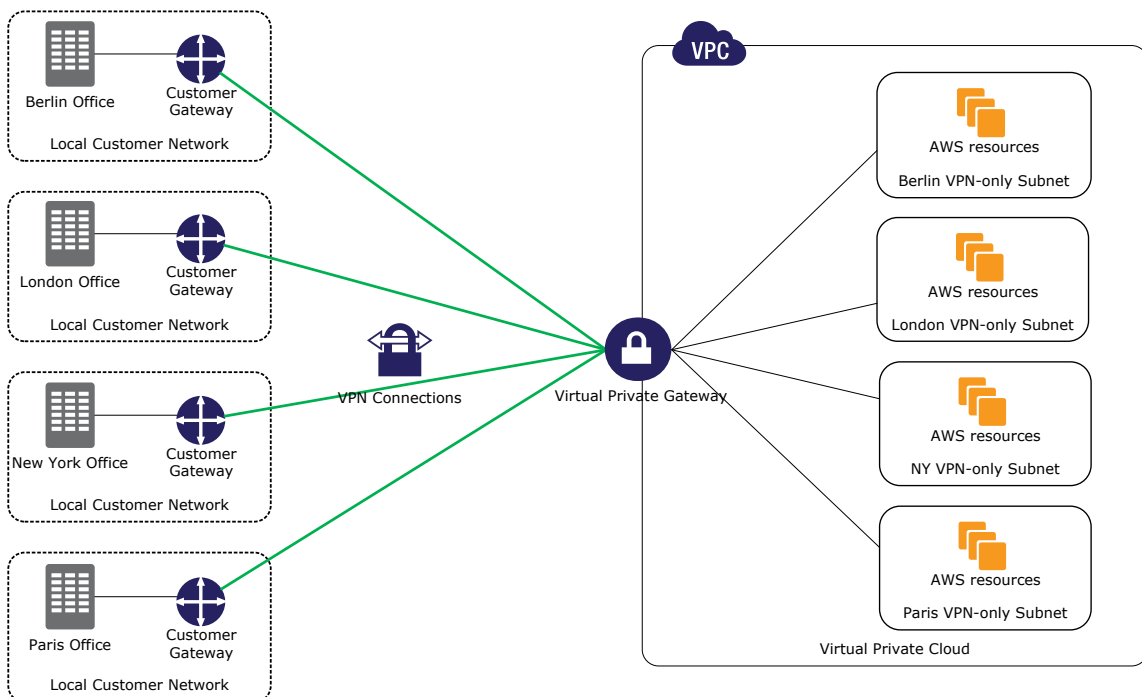 Berlin Office
Customer
Gateway
Local Customer Network
London Office
Customer
Gateway
Local Customer Network
New York Office
Customer
Gateway
Local Customer Network
Paris Office
Customer
Gateway
Local Customer Network
VPN Connections
Virtual Private Gateway
VPC
AWS resources
Berlin VPN-only Subnet
AWS resources
London VPN-only Subnet
AWS resources
NY VPN-only Subnet
AWS resources
Paris VPN-only Subnet
Virtual Private Cloud